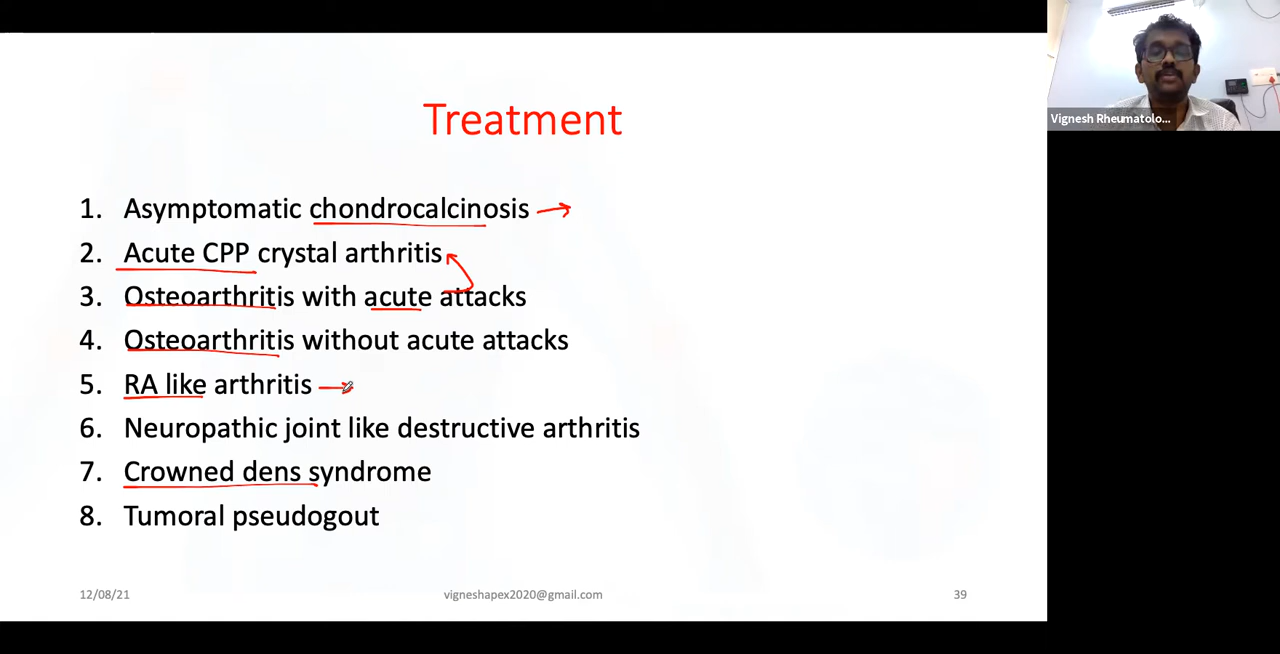 Treatment
1. Asymptomatic chondrocalcinosis
2. Acute CPP crystal arthritis
3. Osteoarthritis with acute attacks
4. Osteoarthritis without acute attacks
5. RA like arthritis
6. Neuropathic joint like destructive arthritis
7. Crowned dens syndrome
8. Tumoral pseudogout
12/08/21
vigneshapex2020@gmail.com
39
Vignesh Rheumatolo...